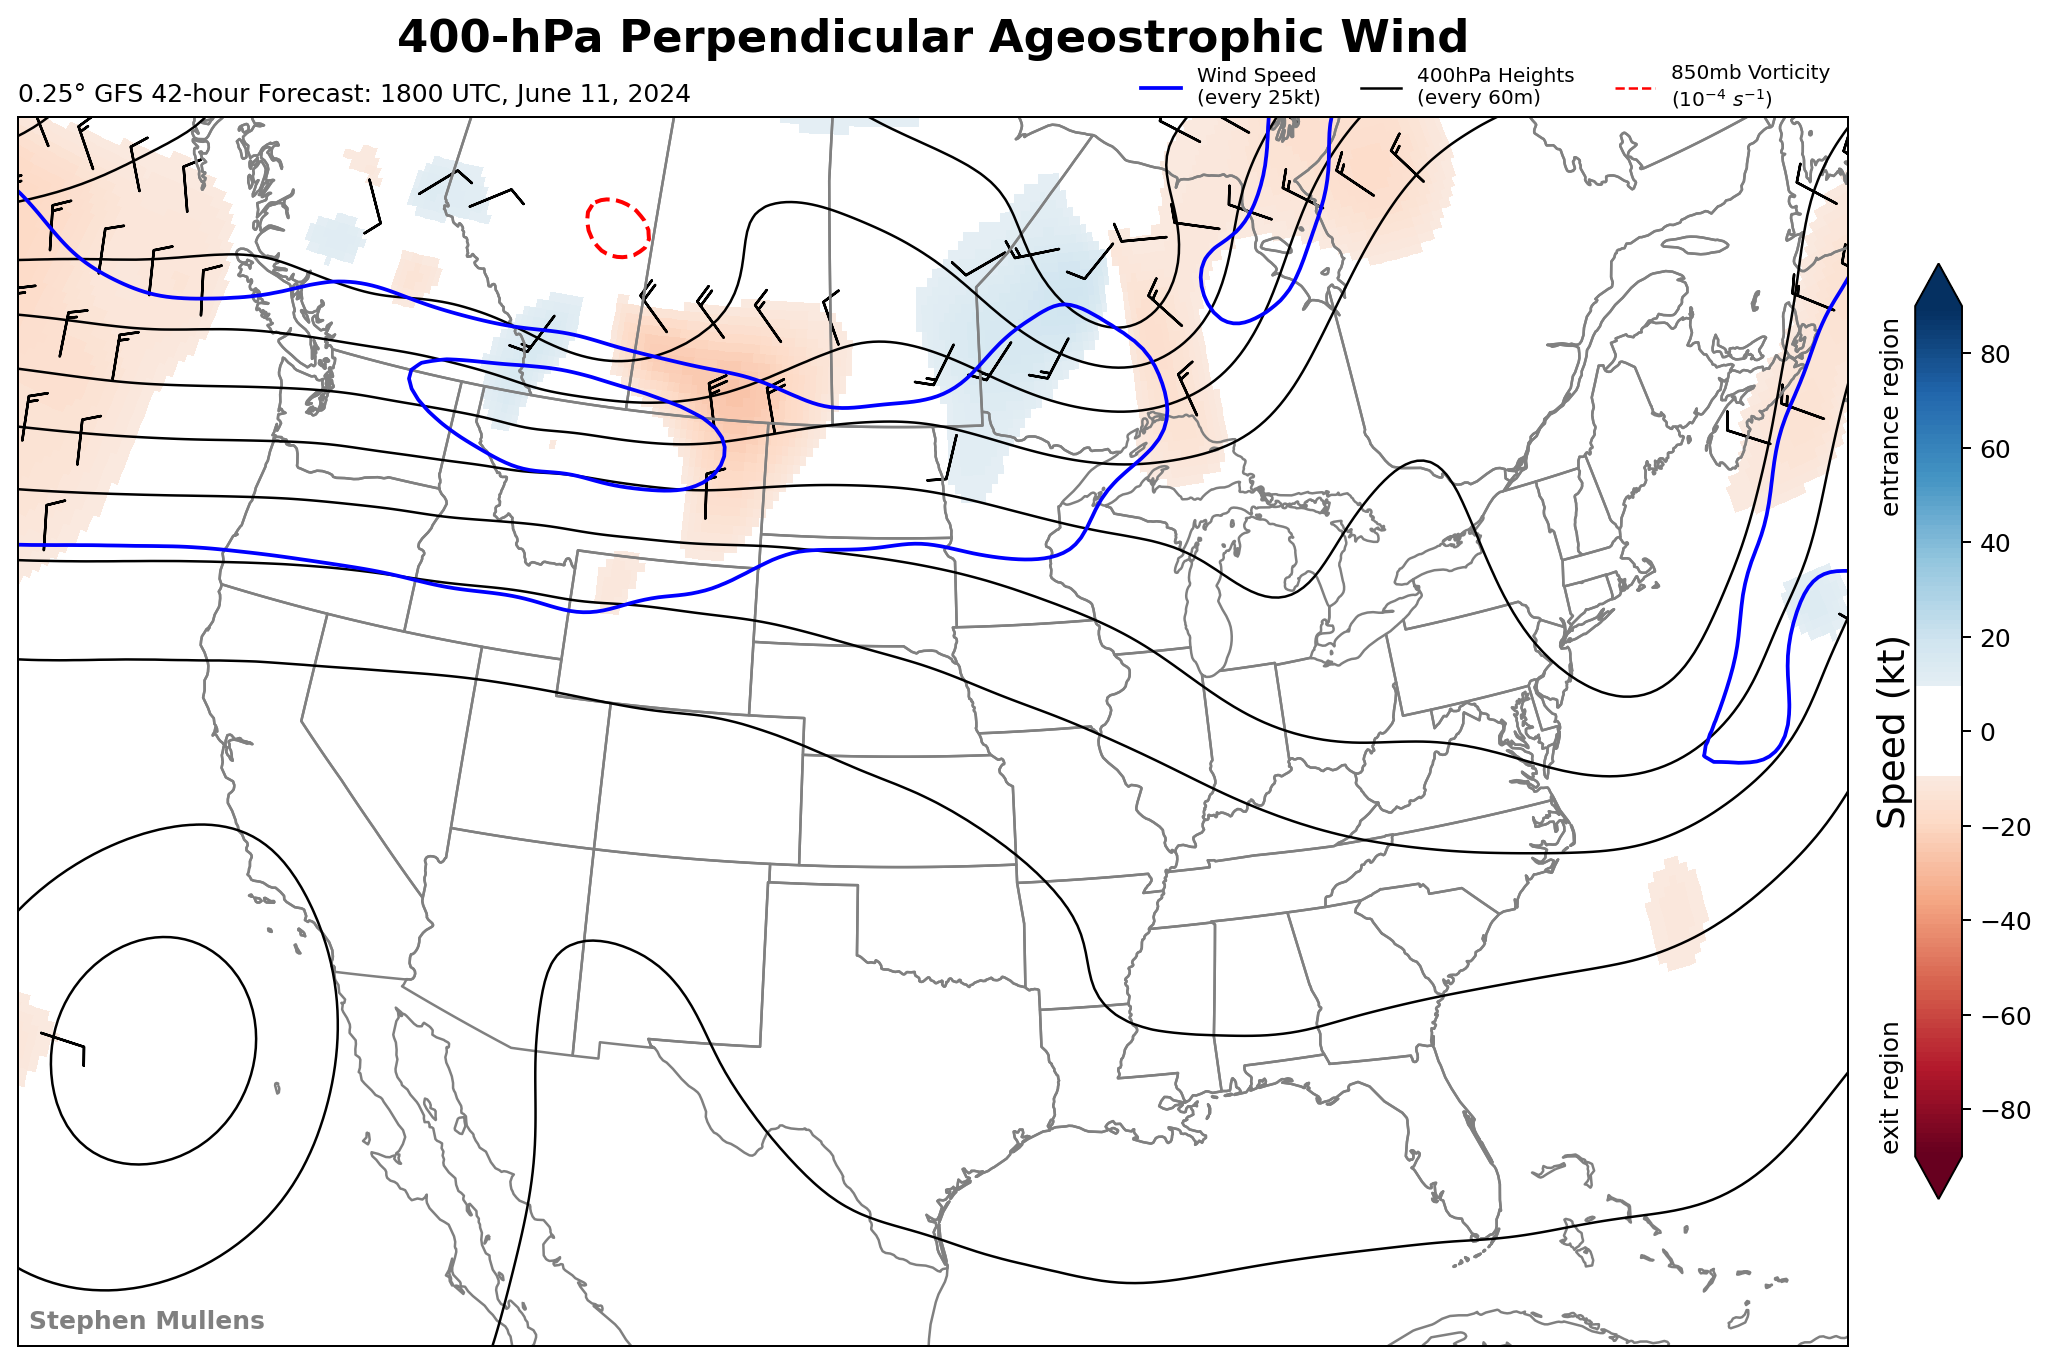 400-hPa Perpendicular Ageostrophic Wind
0.25° GFS 42-hour Forecast: 1800 UTC, June 11, 2024
Wind Speed
(every 25kt)
400hPa Heights
(every 60m)
850mb Vorticity
(10⁻⁴ s⁻¹)
entrance region
Speed (kt)
exit region
80
60
40
20
0
−20
−40
−60
−80
Stephen Mullens